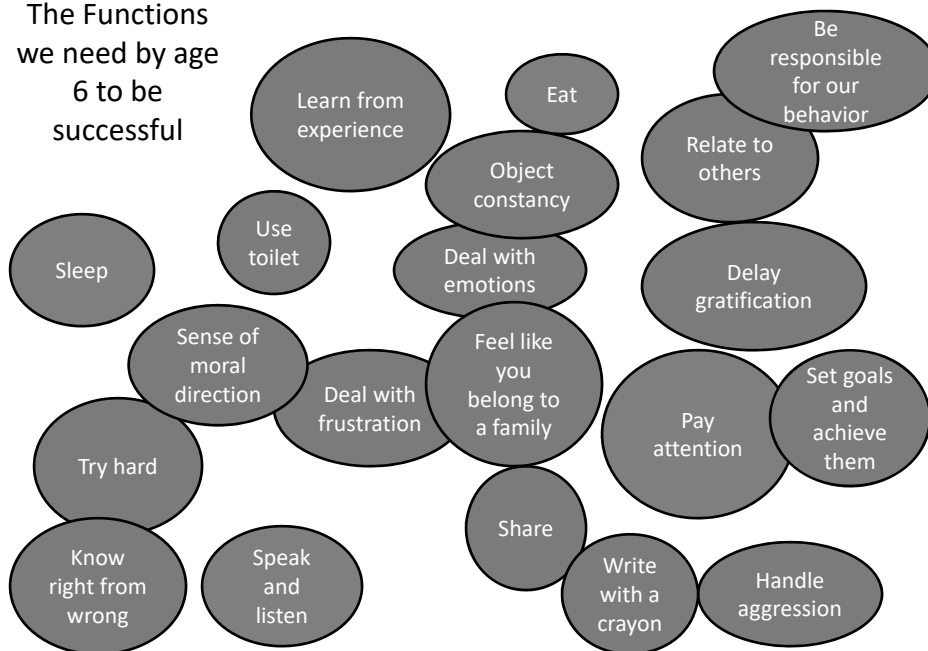 The Functions
we need by age
6 to be
successful
Learn from
experience
Eat
Be
responsible
for our
behavior
Relate to
others
Object
constancy
Use
toilet
Sleep
Deal with
emotions
Delay
gratification
Sense of
moral
direction
Deal with
frustration
Feel like
you
belong to
a family
Pay
attention
Set goals
and
achieve
them
Try hard
Share
Know
right from
wrong
Speak
and
listen
Write
with a
crayon
Handle
aggression